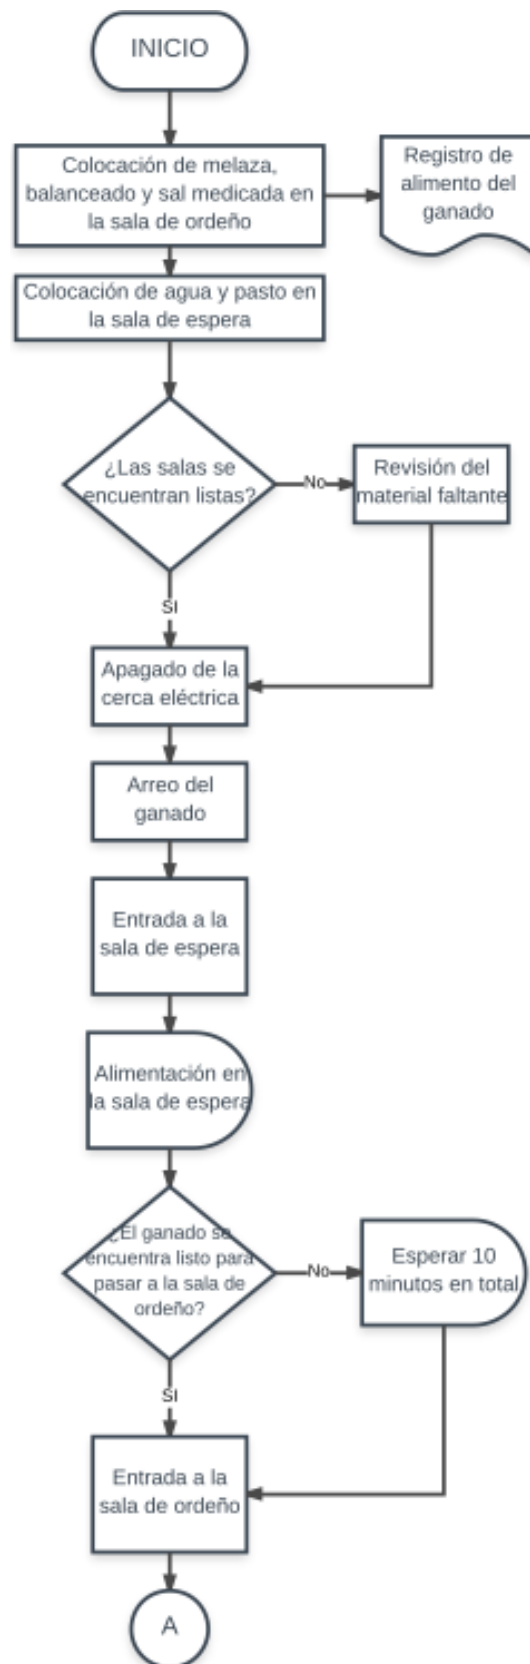 INICIO
Colocación de melaza,
balanceado y sal medicada en
la sala de ordeño
Registro de
alimento del
ganado
Colocación de agua y pasto en
la sala de espera
¿Las salas se
encuentran listas?
No
Revisión del
material faltante
SI
Apagado de la
cerca eléctrica
Arreo del
ganado
Entrada a la
sala de espera
Alimentación en
la sala de espera
¿El ganado se
encuentra listo para
pasar a la sala de
ordeño?
No
Esperar 10
minutos en total
SI
Entrada a la
sala de ordeño
A